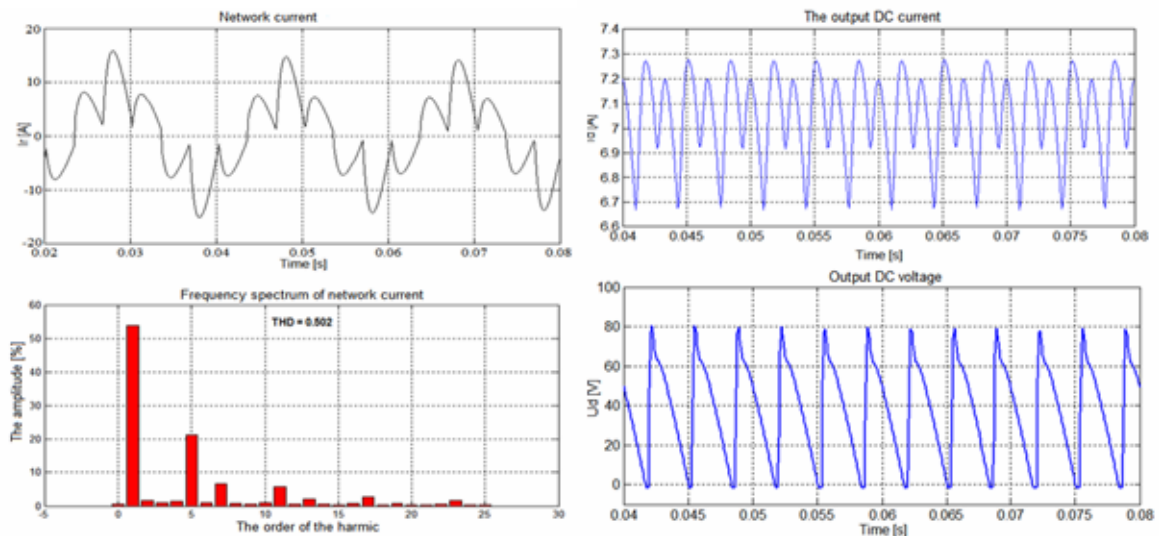 Network current
Ir [A]
20
10
0
-10
-20
0.02 0.03 0.04 0.05 0.06 0.07 0.08
Time [s]
The output DC current
Id [A]
7.4
7.3
7.2
7.1
7
6.9
6.8
6.7
6.6
0.04 0.045 0.05 0.055 0.06 0.065 0.07 0.075 0.08
Time [s]
Frequency spectrum of network current
THD = 0.502
The amplitude [%]
60
50
40
30
20
10
0
-5 0 5 10 15 20 25 30
The order of the harmic
Output DC voltage
Ud [V]
100
80
60
40
20
0
0.04 0.045 0.05 0.055 0.06 0.065 0.07 0.075 0.08
Time [s]